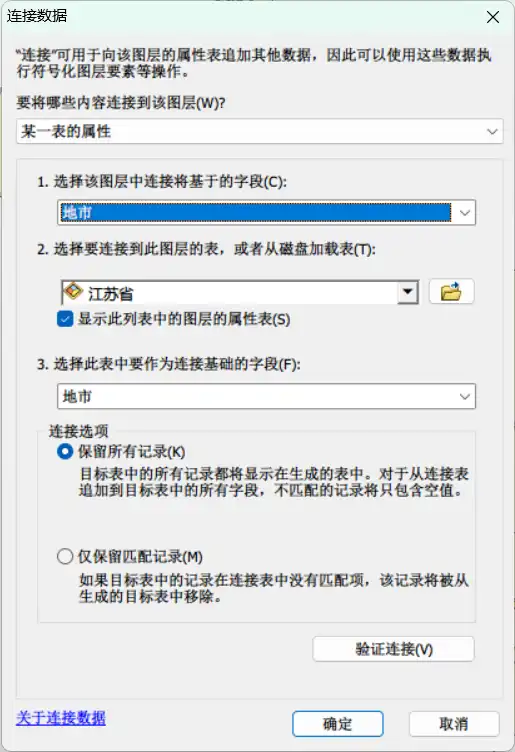 连接数据
“连接”可用于向该图层的属性表追加其他数据，因此可以使用这些数据执
行符号化图层要素等操作。
要将哪些内容连接到该图层(W)?
某一表的属性
1. 选择该图层中连接将基于的字段(C):
地市
2. 选择要连接到此图层的表，或者从磁盘加载表(T):
江苏省
显示此列表中的图层的属性表(S)
3. 选择此表中要作为连接基础的字段(F):
地市
连接选项
保留所有记录(K)
目标表中的所有记录都将显示在生成的表中。对于从连接表
追加到目标表中的所有字段，不匹配的记录将只包含空值。
仅保留匹配记录(M)
如果目标表中的记录在连接表中没有匹配项，该记录将被从
生成的目标表中移除。
验证连接(V)
关于连接数据
确定
取消